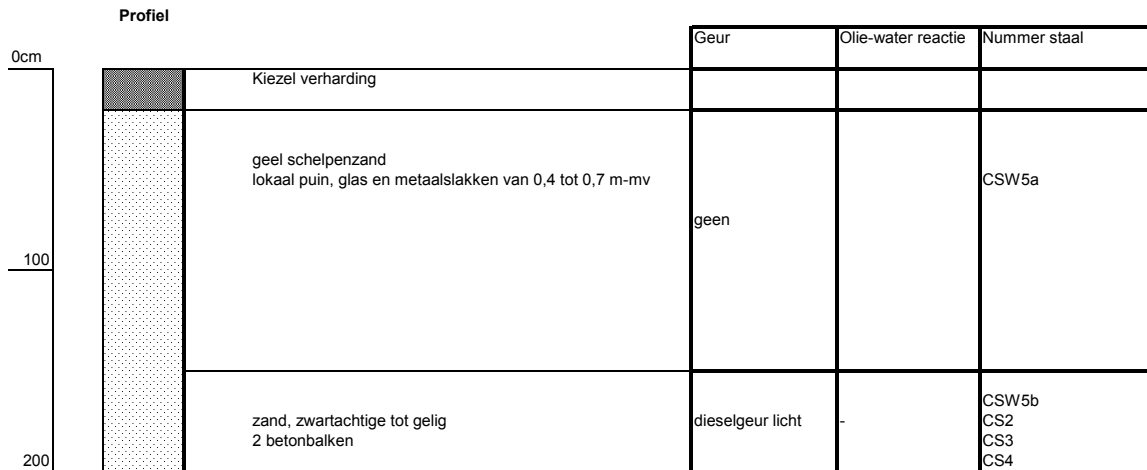 Profiel
Geur Olie-water reactie Nummer staal
0cm
Kiezel verharding
geel schelpenzand
lokaal puin, glas en metaalslakken van 0,4 tot 0,7 m-mv CSW5a
geen
100
CSW5b
zand, zwartachtige tot gelig dieselgeur licht - CS2
2 betonbalken CS3
200 CS4